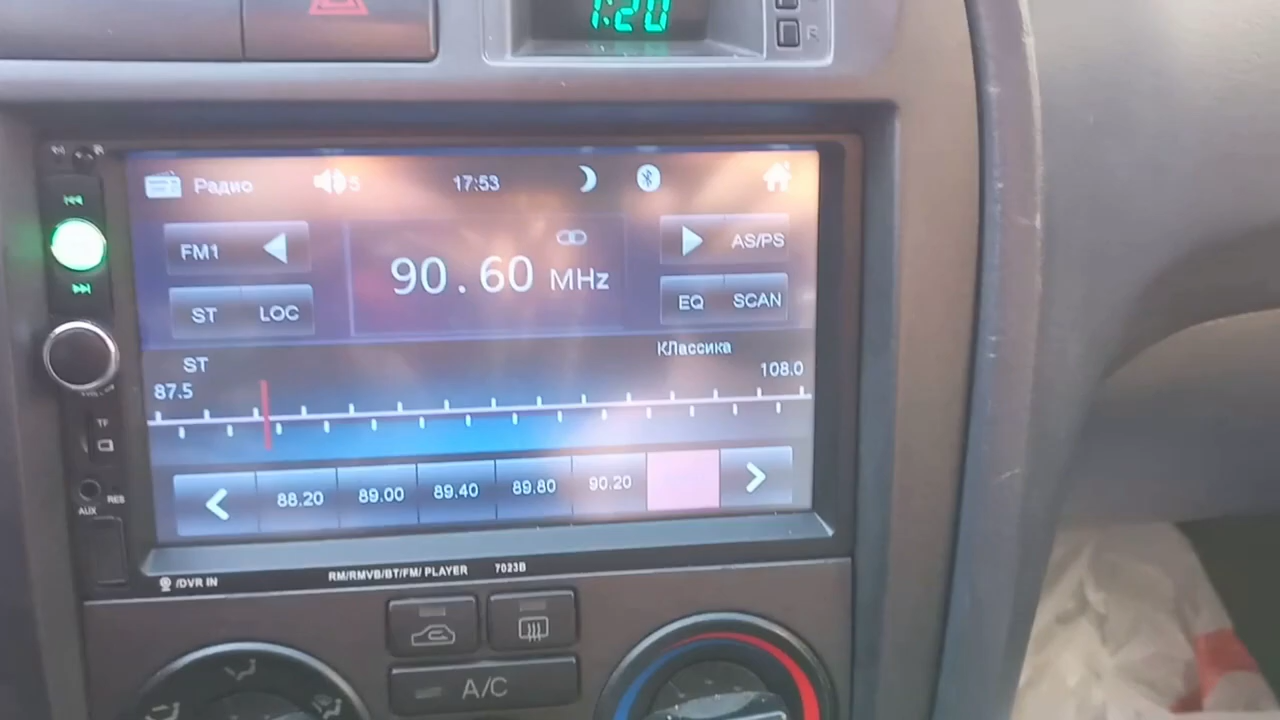 1:20
R
Радио 5 17:53
FM1
90.60 MHz
AS/PS
ST LOC
EQ SCAN
ST
Классика
87.5
108.0
88.20 89.00 89.40 89.80 90.20
TF
RES
AUX
/DVR IN
RM/RMVB/BT/FM/ PLAYER 7023B
A/C